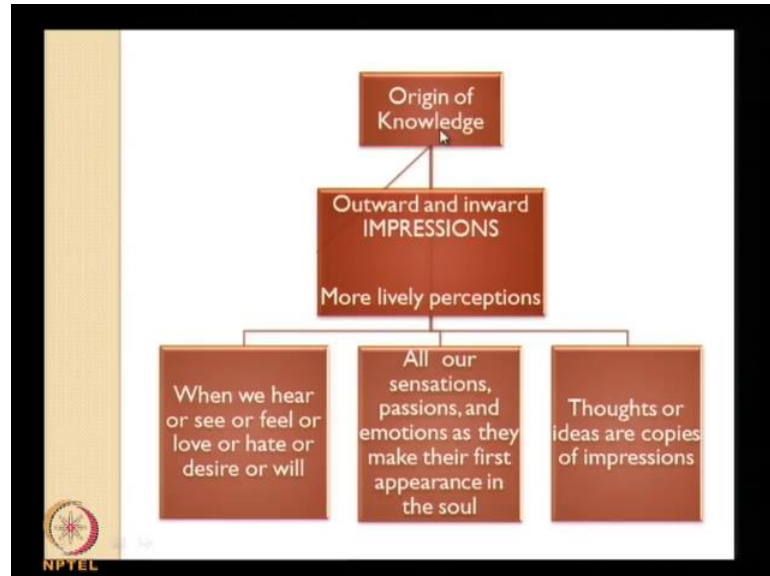 Origin of
Knowledge
Outward and inward
IMPRESSIONS
More lively perceptions
When we hear
or see or feel or
love or hate or
desire or will
All our
sensations,
passions, and
emotions as they
make their first
appearance in
the soul
Thoughts or
ideas are copies
of impressions
NPTEL